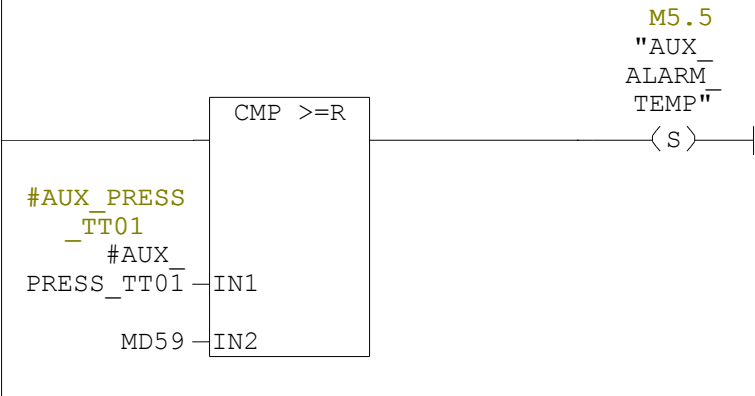 M5.5
"AUX_
ALARM_
TEMP"
CMP >=R
S
#AUX_PRESS
_TT01
#AUX_
PRESS_TT01
IN1
MD59
IN2